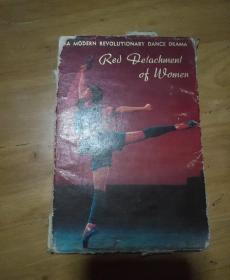 A MODERN REVOLUTIONARY DANCE DRAMA
Red Detachment
of Women